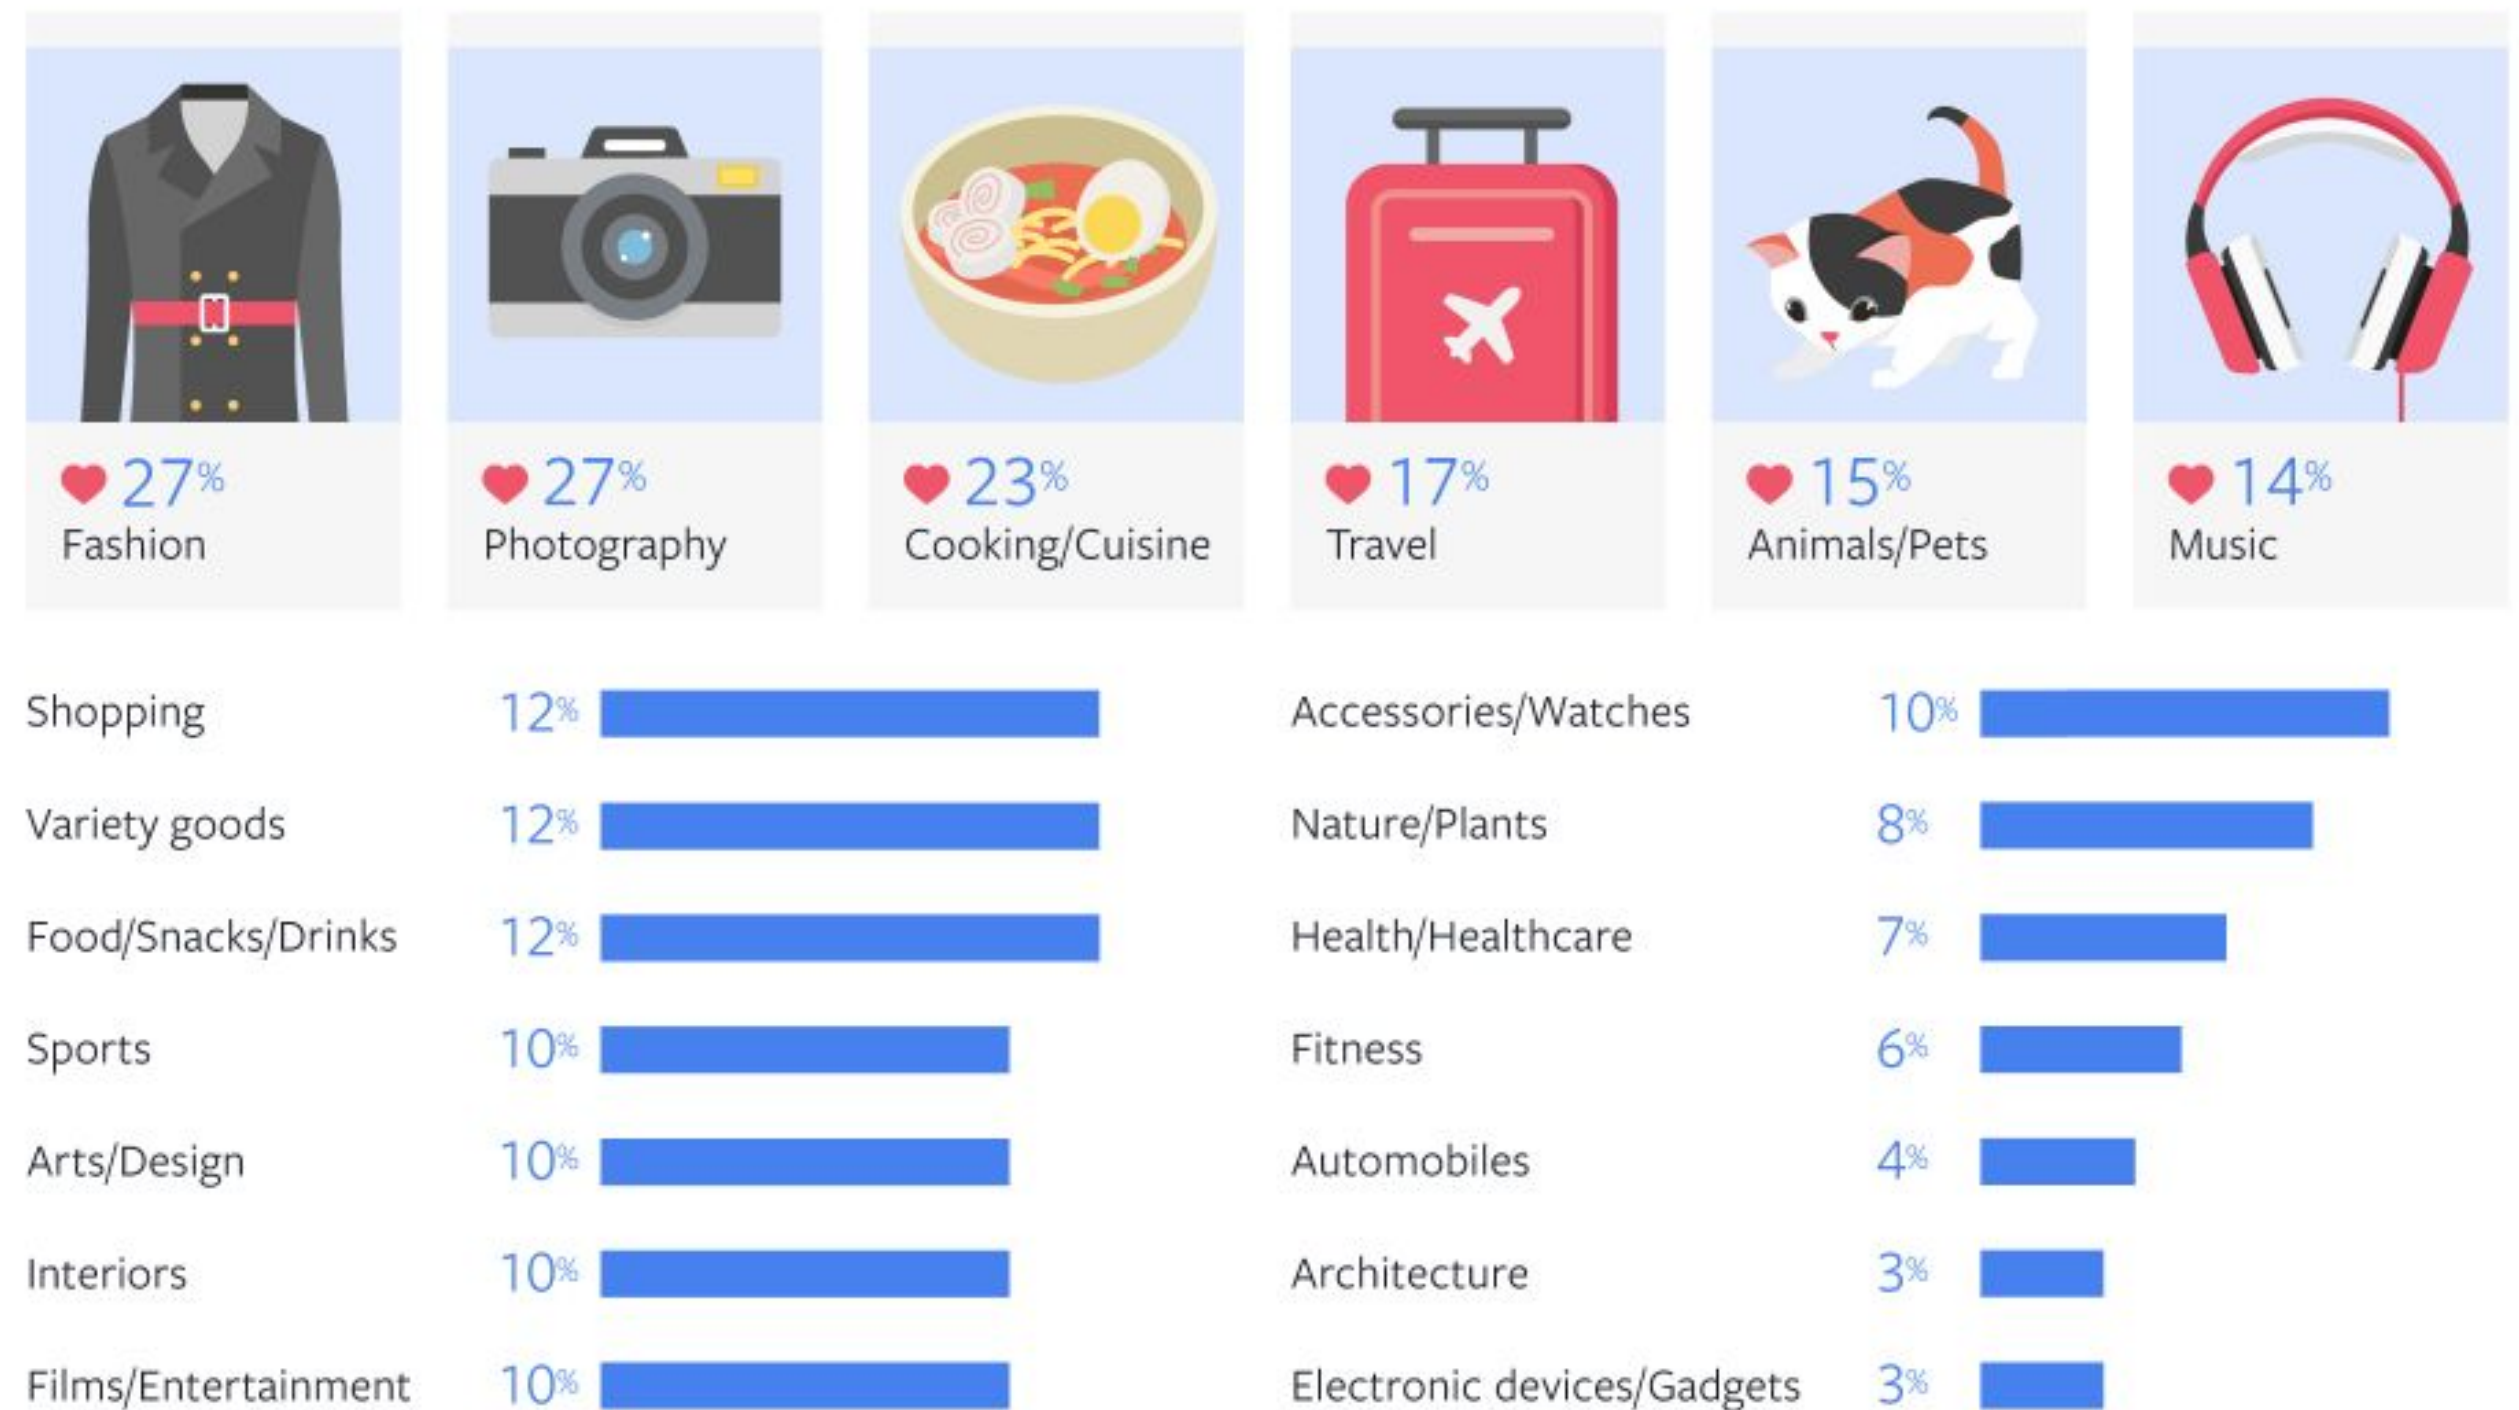 27%
Fashion
27%
Photography
23%
Cooking/Cuisine
17%
Travel
15%
Animals/Pets
14%
Music
Shopping 12%
Variety goods 12%
Food/Snacks/Drinks 12%
Sports 10%
Arts/Design 10%
Interiors 10%
Films/Entertainment 10%
Accessories/Watches 10%
Nature/Plants 8%
Health/Healthcare 7%
Fitness 6%
Automobiles 4%
Architecture 3%
Electronic devices/Gadgets 3%